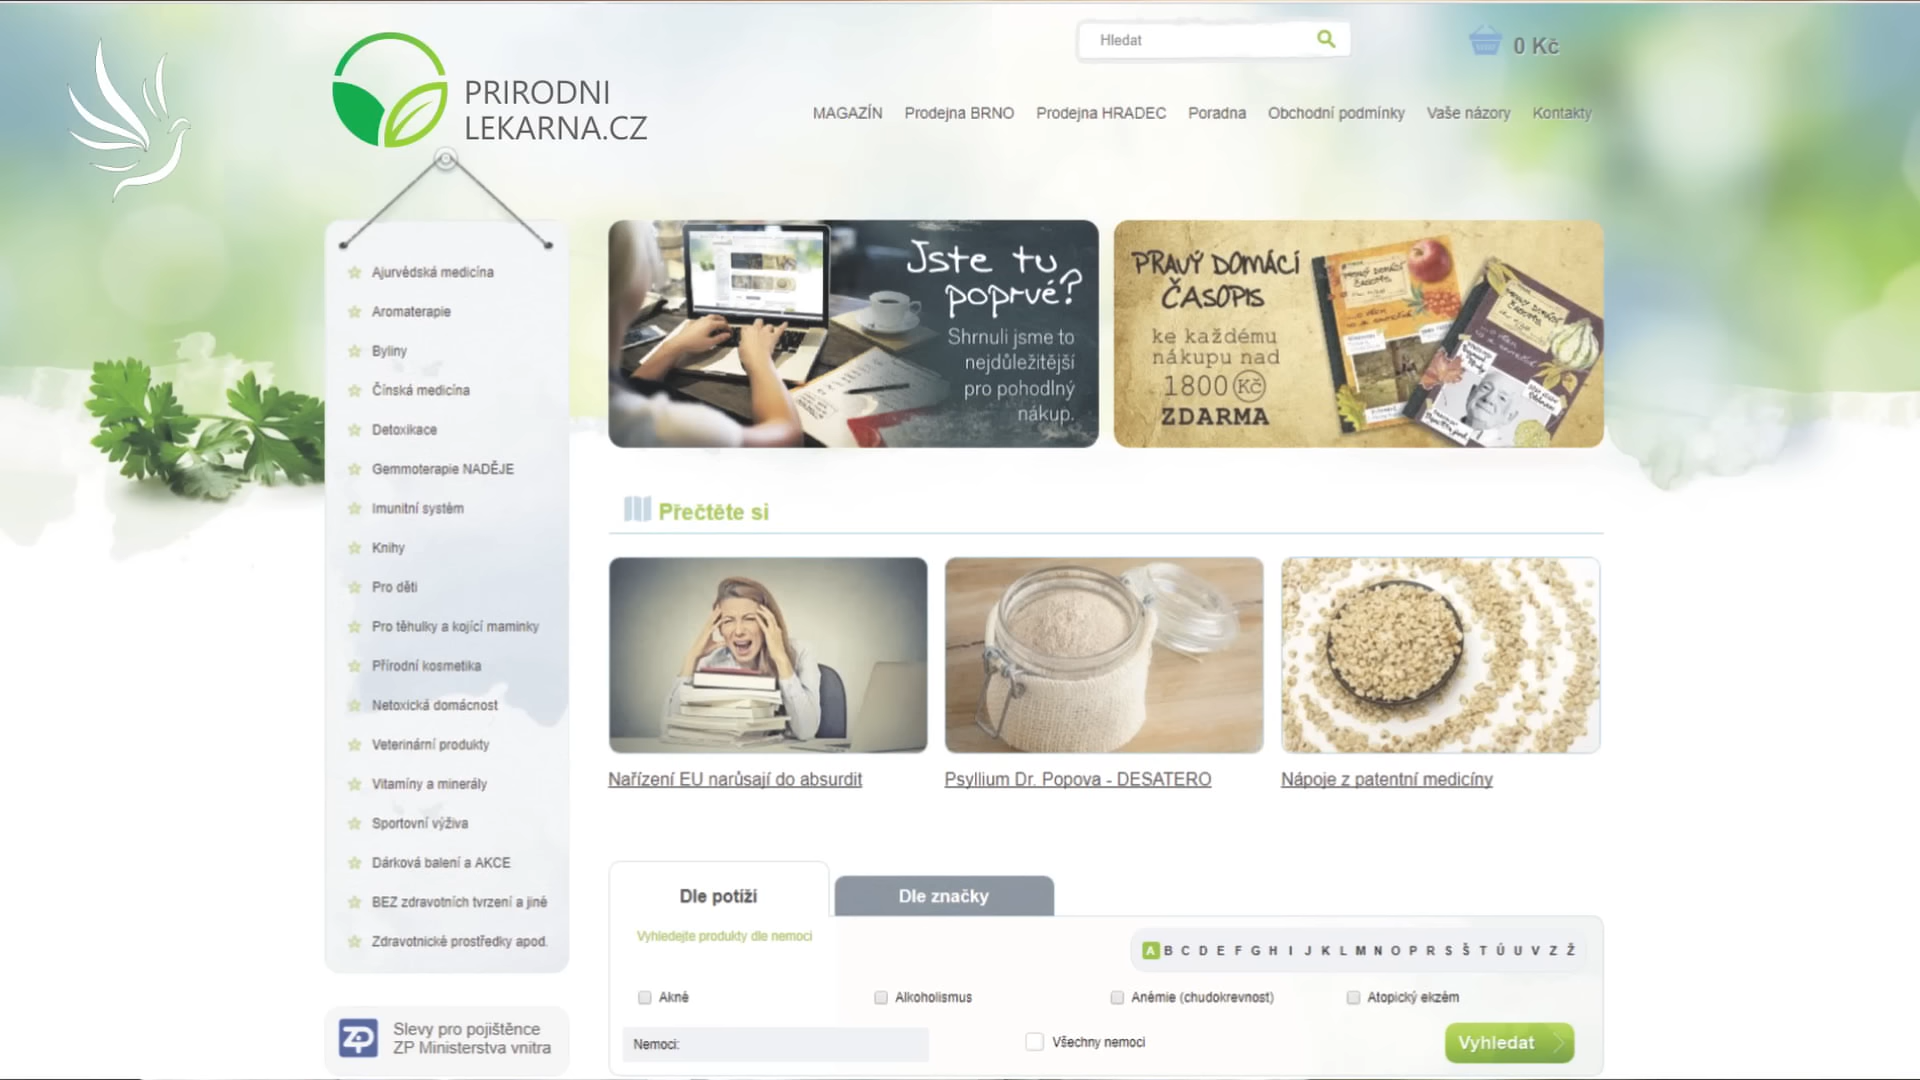 PRIRODNI
LEKARNA.CZ
Hledat
0 Kč
MAGAZÍN Prodejna BRNO Prodejna HRADEC Poradna Obchodní podmínky Vaše názory Kontakty
Ajurvédská medicína
Aromaterapie
Byliny
Čínská medicína
Detoxikace
Gemmoterapie NADĚJE
Imunitní systém
Knihy
Pro děti
Pro těhulky a kojící maminky
Přírodní kosmetika
Netoxická domácnost
Veterinární produkty
Vitamíny a minerály
Sportovní výživa
Dárková balení a AKCE
BEZ zdravotních tvrzení a jiné
Zdravotnické prostředky apod.
ZP
Slevy pro pojištěnce
ZP Ministerstva vnitra
Jste tu
poprvé?
Shrnuli jsme to
nejdůležitější
pro pohodlný
nákup.
PRAVÝ DOMÁCÍ
ČASOPIS
ke každému
nákupu nad
1800 Kč
ZDARMA
Přečtěte si
Nařízení EU narůsají do absurdit
Psyllium Dr. Popova - DESATERO
Nápoje z patentní medicíny
Dle potíží
Dle značky
Vyhledejte produkty dle nemoci
A B C D E F G H I J K L M N O P R S Š T Ú U V Z Ž
Akné
Alkoholismus
Anémie (chudokrevnost)
Atopický ekzém
Nemoci:
Všechny nemoci
Vyhledat